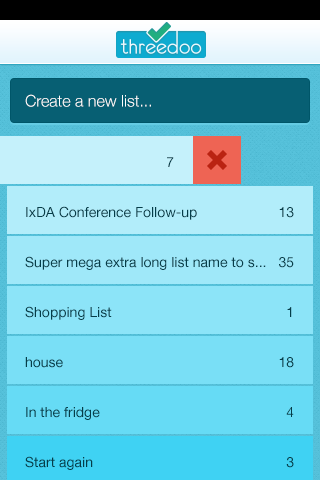 threedoo
Create a new list...
7
IxDA Conference Follow-up 13
Super mega extra long list name to s... 35
Shopping List 1
house 18
In the fridge 4
Start again 3